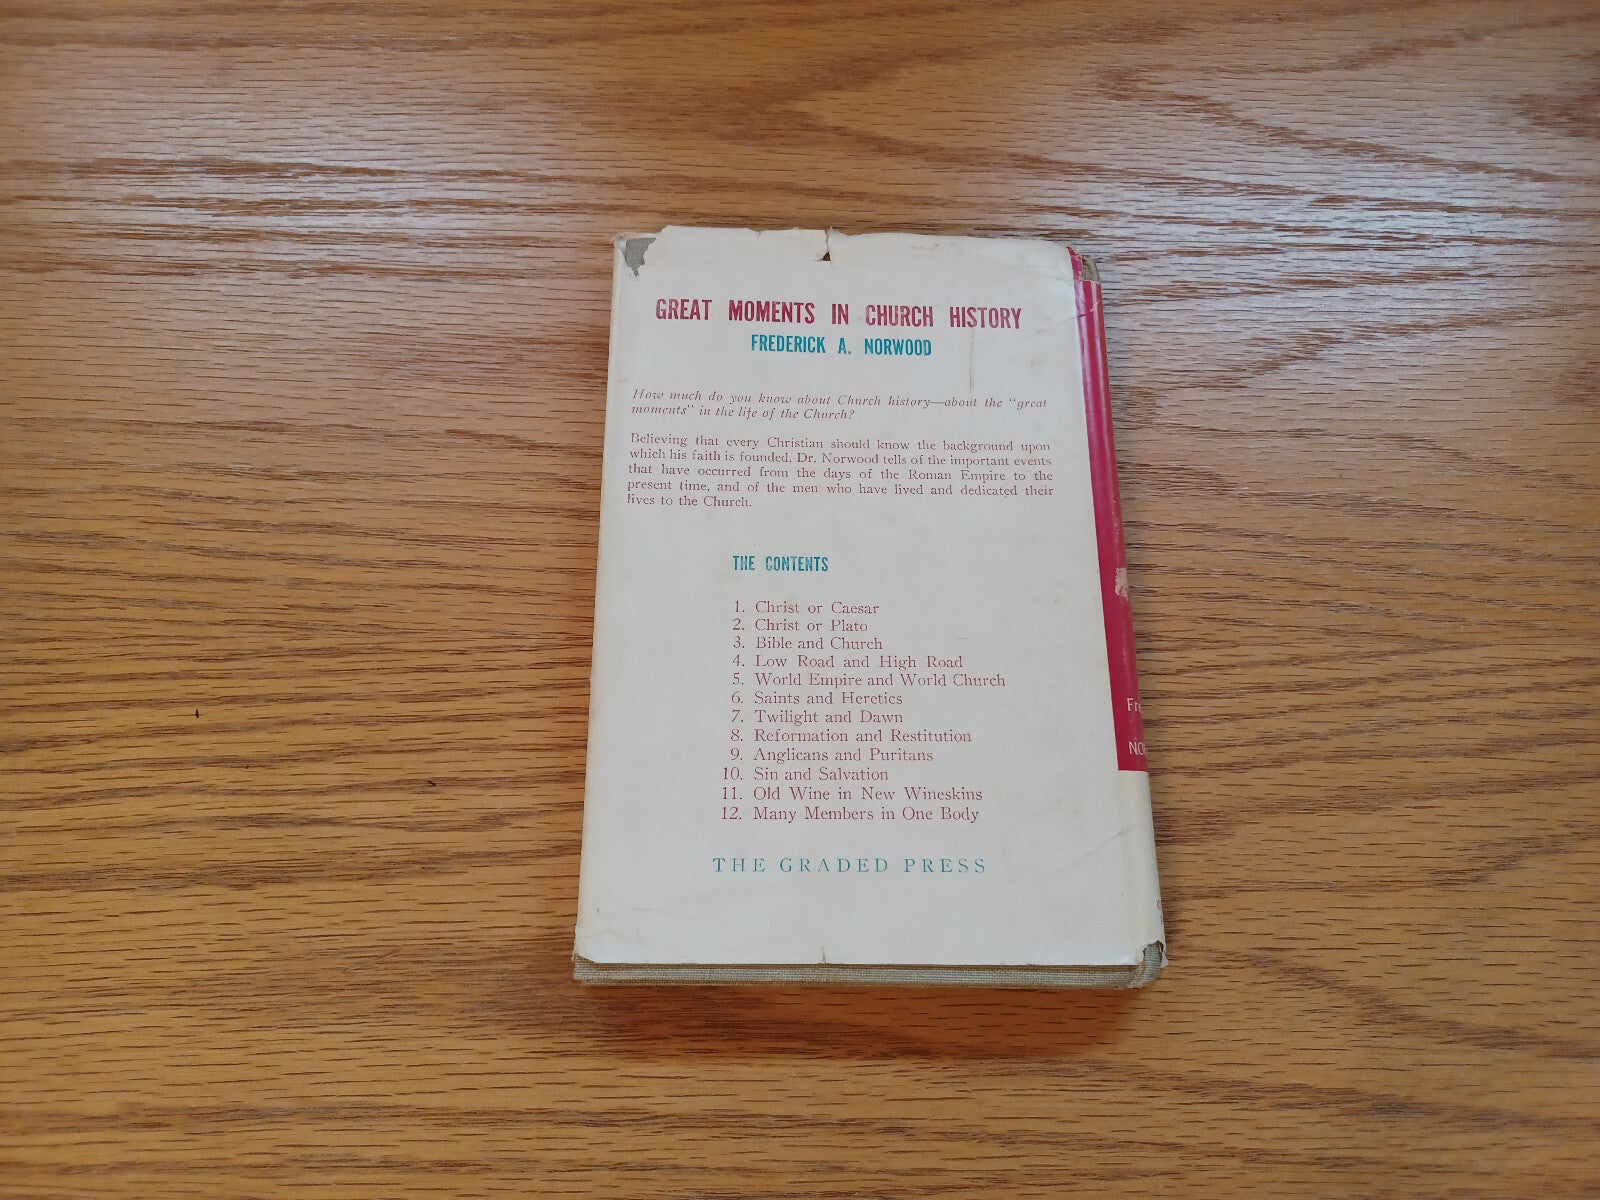 GREAT MOMENTS IN CHURCH HISTORY
FREDERICK A. NORWOOD
How much do you know about Church history—about the "great
moments" in the life of the Church?
Believing that every Christian should know the background upon
which his faith is founded, Dr. Norwood tells of the important events
that have occurred from the days of the Roman Empire to the
present time, and of the men who have lived and dedicated their
lives to the Church.
THE CONTENTS
1. Christ or Caesar
2. Christ or Plato
3. Bible and Church
4. Low Road and High Road
5. World Empire and World Church
6. Saints and Heretics
7. Twilight and Dawn
8. Reformation and Restitution
9. Anglicans and Puritans
10. Sin and Salvation
11. Old Wine in New Wineskins
12. Many Members in One Body
THE GRADED PRESS